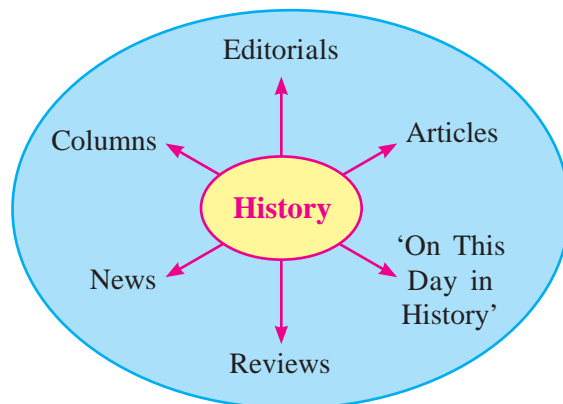 Editorials
Columns
Articles
History
News
‘On This
Day in
History’
Reviews